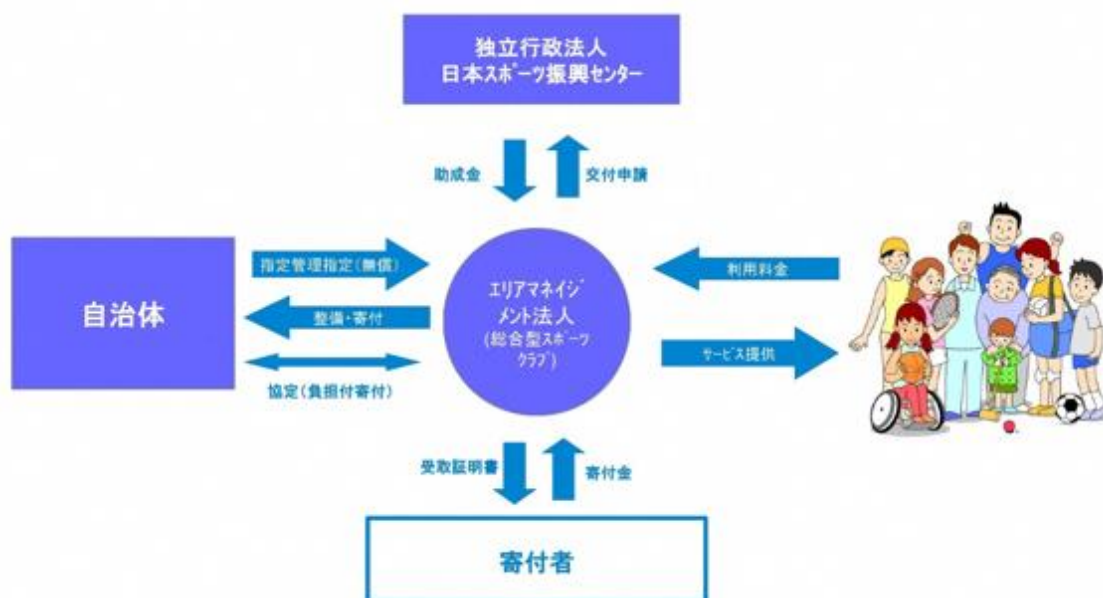 独立行政法人
日本スポーツ振興センター
助成金
交付申請
自治体
指定管理指定(無償)
整備・寄付
協定(負担付寄付)
エリアマネイジ
メント法人
(総合型スポーツ
クラブ)
利用料金
サービス提供
受取証明書
寄付金
寄付者